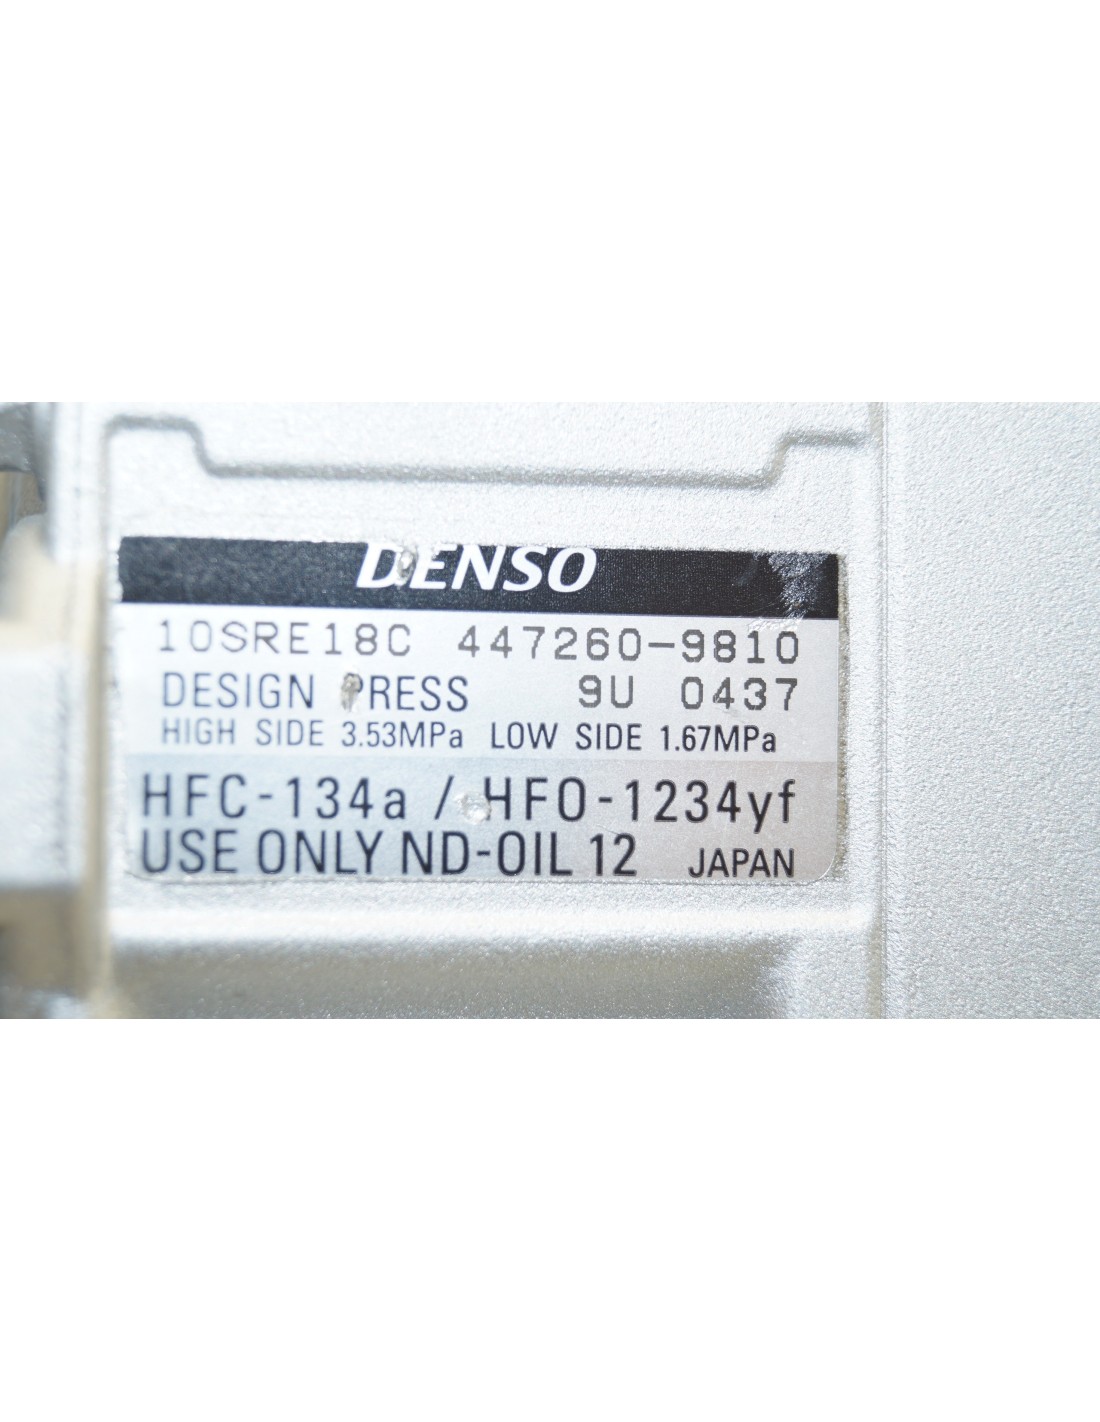 DENSO
10SRE18C 447260-9810
DESIGN PRESS 9U 0437
HIGH SIDE 3.53MPa LOW SIDE 1.67MPa
HFC-134a / HFO-1234yf
USE ONLY ND-OIL 12 JAPAN